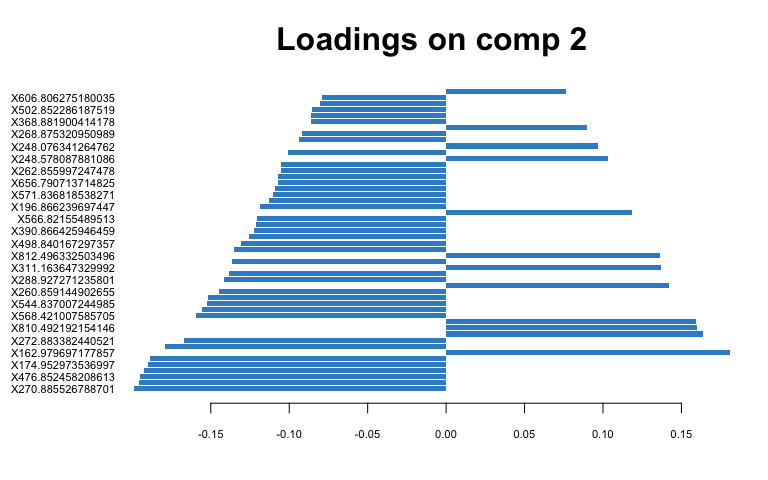 Loadings on comp 2
X606.806275180035
X502.852286187519
X368.881900414178
X268.875320950989
X248.076341264762
X248.578087881086
X262.855997247478
X656.790713714825
X571.836818538271
X196.866239697447
X566.82155489513
X390.866425946459
X498.840167297357
X812.496332503496
X311.163647329992
X288.927271235801
X260.859144902655
X544.837007244985
X568.421007585705
X810.492192154146
X272.883382440521
X162.979697177857
X174.952973536997
X476.852458208613
X270.885526788701
-0.15 -0.10 -0.05 0.00 0.05 0.10 0.15